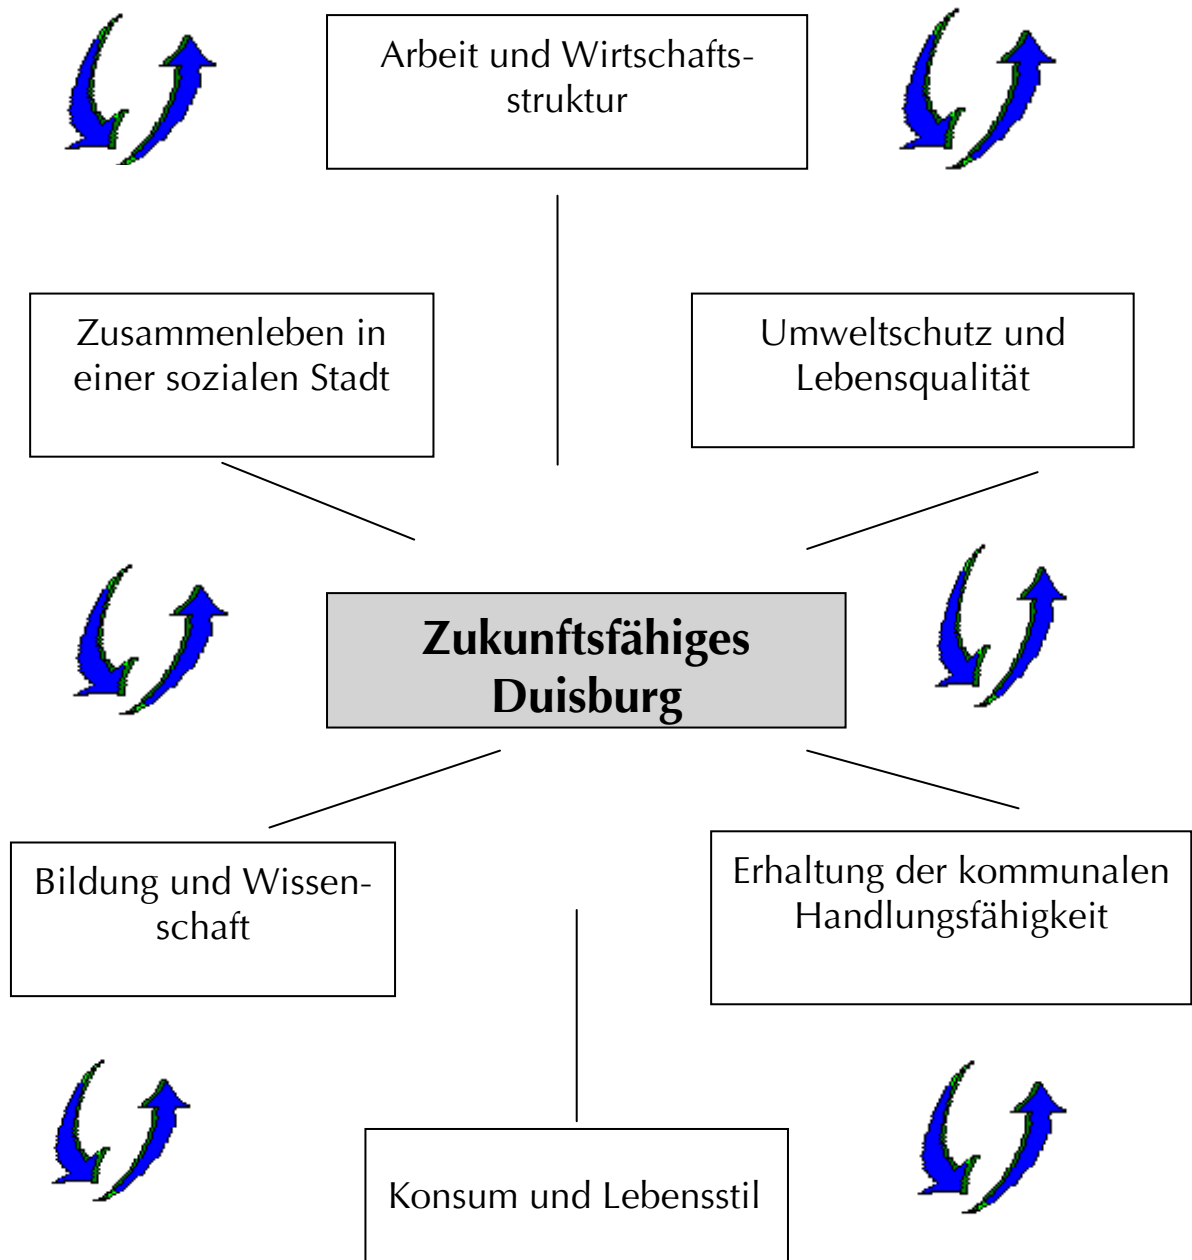 Arbeit und Wirtschafts-
struktur
Zusammenleben in
einer sozialen Stadt
Umweltschutz und
Lebensqualität
Zukunftsfähiges
Duisburg
Bildung und Wissen-
schaft
Erhaltung der kommunalen
Handlungsfähigkeit
Konsum und Lebensstil